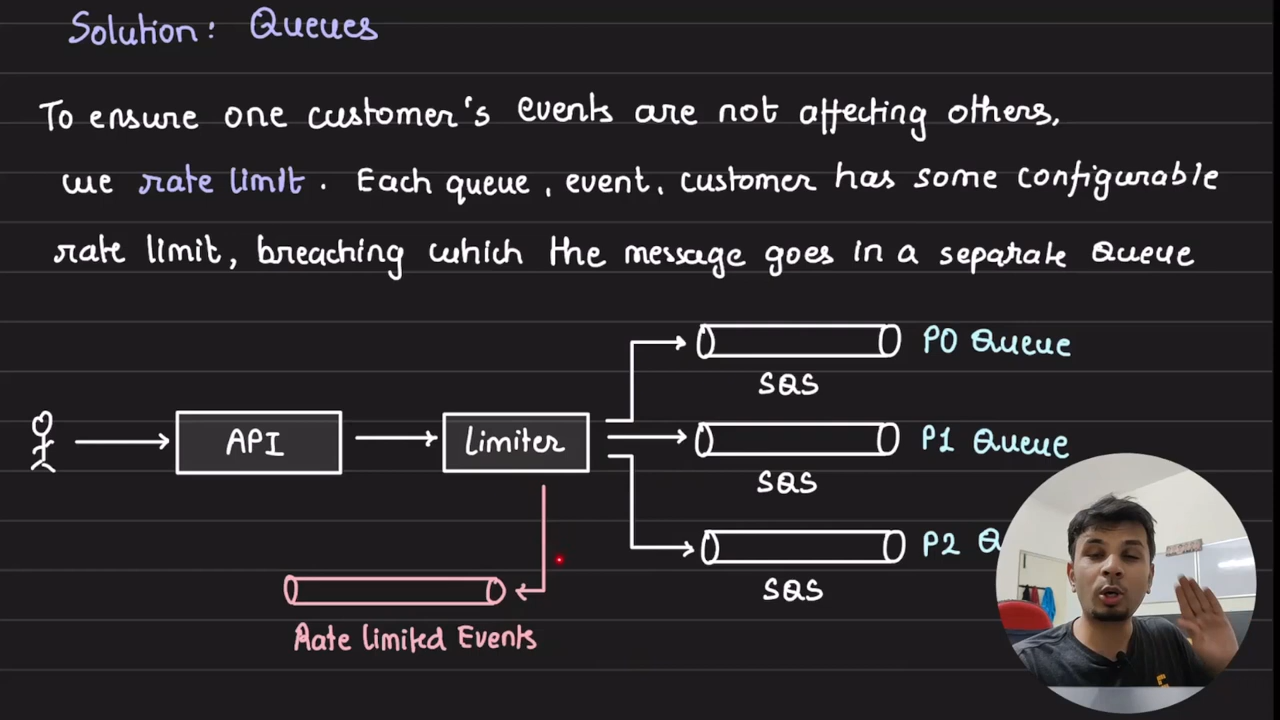 Solution: Queues
To ensure one customer's events are not affecting others,
we rate limit. Each queue, event, customer has some configurable
rate limit, breaching which the message goes in a separate Queue
P0 Queue
SQS
API
Limiter
P1 Queue
SQS
P2 Q
SQS
Rate Limited Events